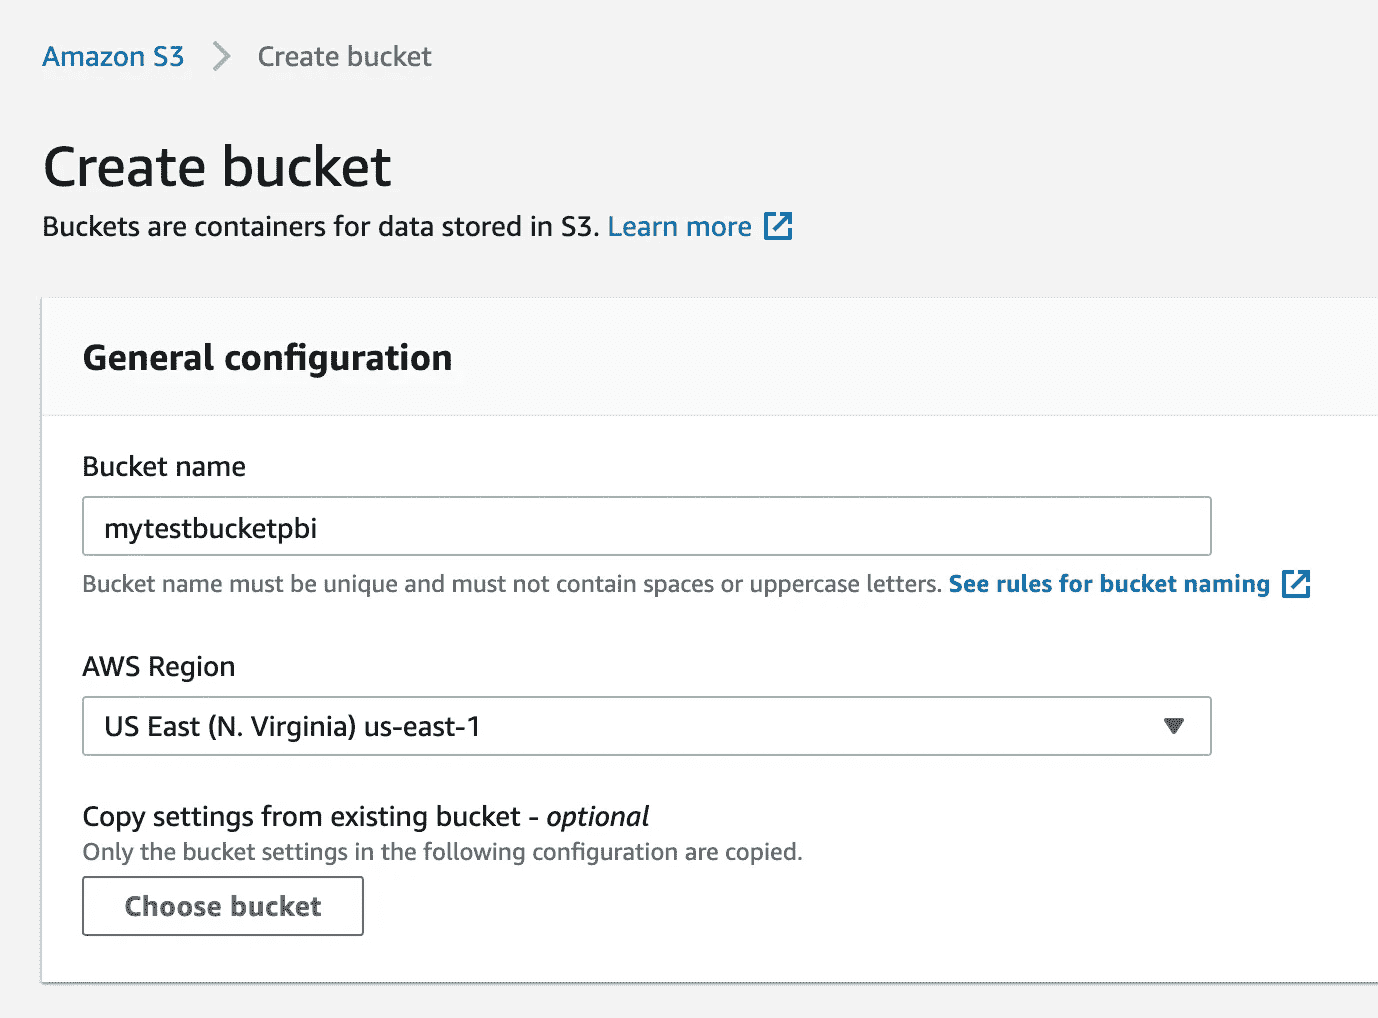 Amazon S3 > Create bucket
Create bucket
Buckets are containers for data stored in S3. Learn more
General configuration
Bucket name
mytestbucketpbi
Bucket name must be unique and must not contain spaces or uppercase letters. See rules for bucket naming
AWS Region
US East (N. Virginia) us-east-1
Copy settings from existing bucket - optional
Only the bucket settings in the following configuration are copied.
Choose bucket